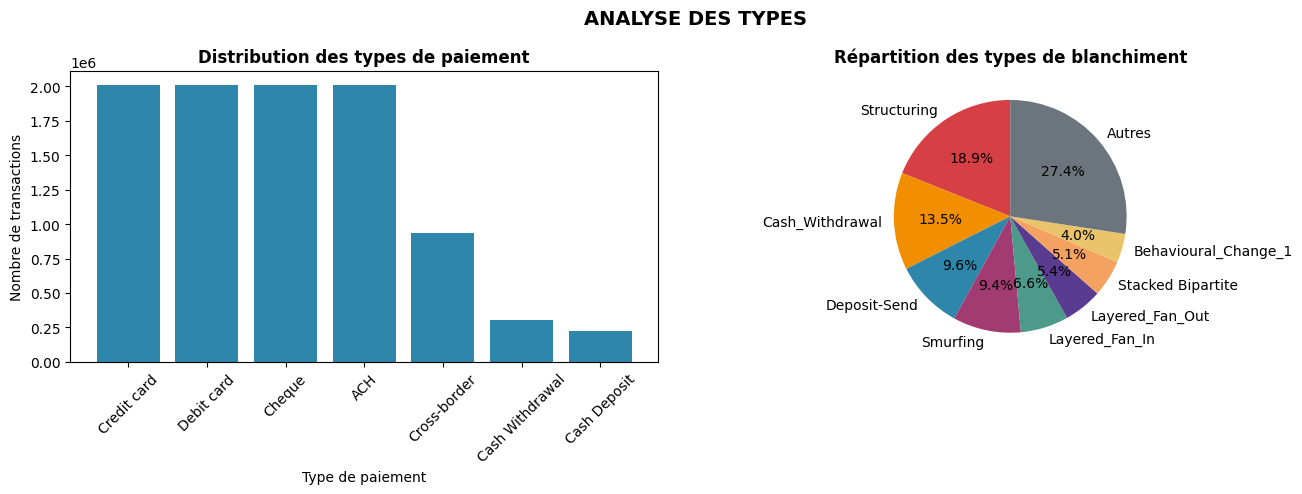 ANALYSE DES TYPES
Distribution des types de paiement
1e6
2.00
1.75
1.50
1.25
1.00
0.75
0.50
0.25
0.00
Nombre de transactions
Credit card
Debit card
Cheque
ACH
Cross-border
Cash Withdrawal
Cash Deposit
Type de paiement
Répartition des types de blanchiment
Structuring
18.9%
Cash_Withdrawal
13.5%
Deposit-Send
9.6%
Smurfing
9.4%
Layered_Fan_In
6.6%
Layered_Fan_Out
5.4%
Stacked Bipartite
5.1%
Behavioural_Change_1
4.0%
Autres
27.4%